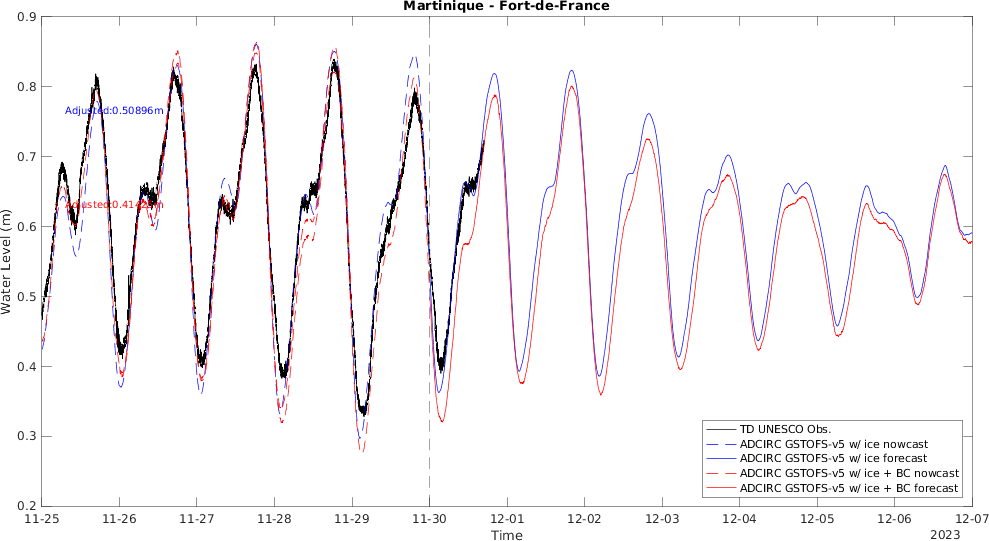 Martinique - Fort-de-France
0.9
0.8
0.7
0.6
0.5
0.4
0.3
0.2
Water Level (m)
Adjusted:0.50896m
TD UNESCO Obs.
ADCIRC GSTOFS-v5 w/ ice nowcast
ADCIRC GSTOFS-v5 w/ ice forecast
ADCIRC GSTOFS-v5 w/ ice + BC nowcast
ADCIRC GSTOFS-v5 w/ ice + BC forecast
11-25 11-26 11-27 11-28 11-29 11-30 12-01 12-02 12-03 12-04 12-05 12-06 12-07
Time
2023